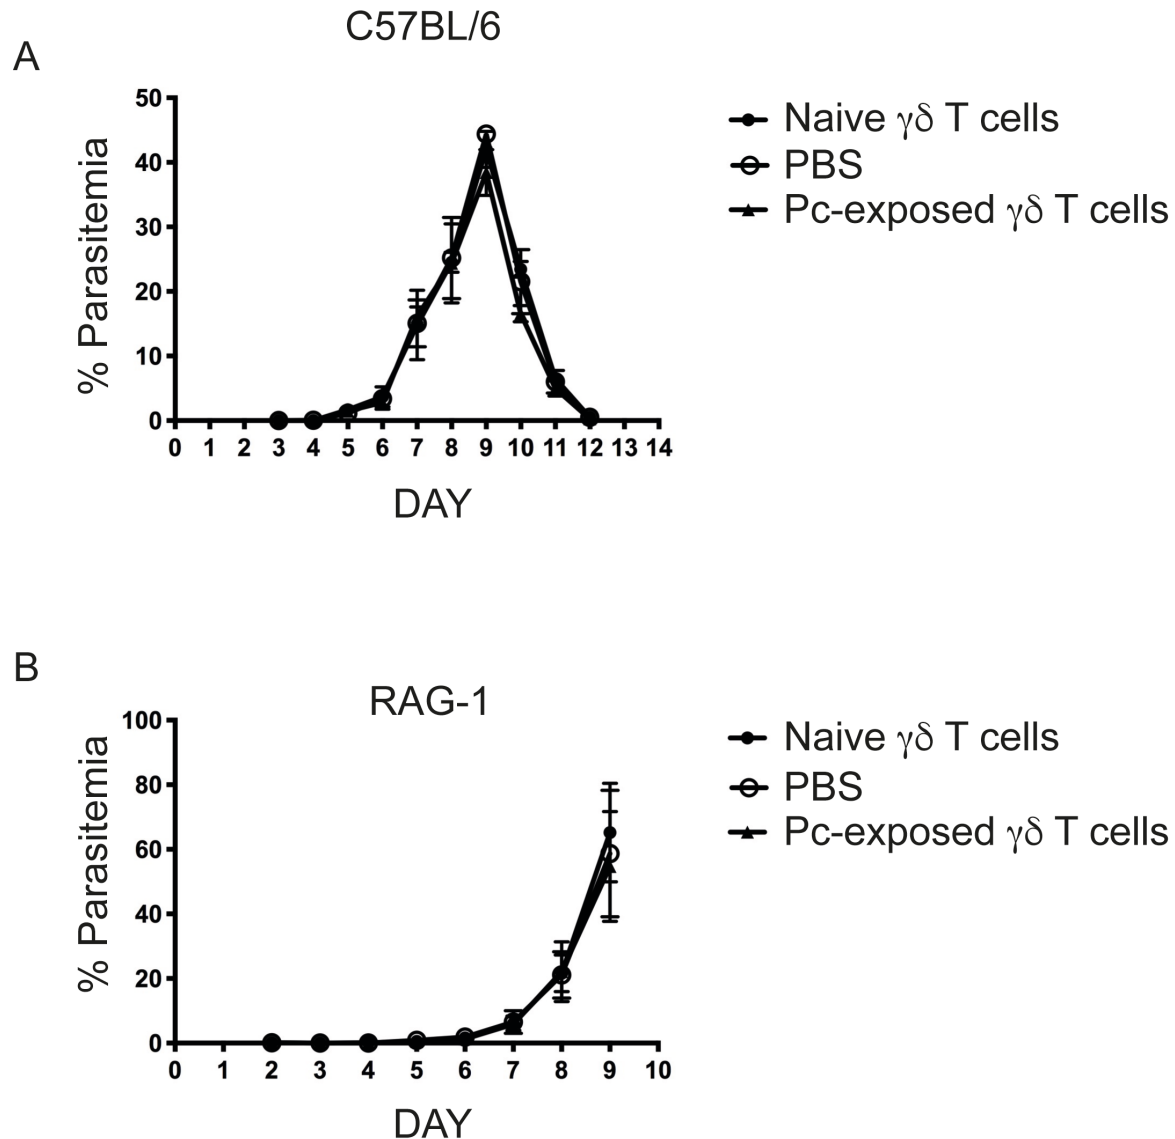 A
C57BL/6
50
40
30
20
10
0
% Parasitemia
0 1 2 3 4 5 6 7 8 9 10 11 12 13 14
DAY
Naive γδ T cells
PBS
Pc-exposed γδ T cells
B
RAG-1
100
80
60
40
20
0
% Parasitemia
0 1 2 3 4 5 6 7 8 9 10
DAY
Naive γδ T cells
PBS
Pc-exposed γδ T cells